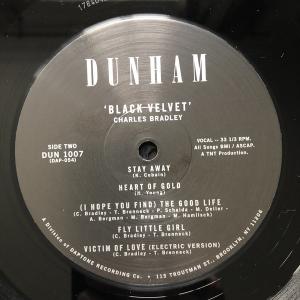 DUNHAM
'BLACK VELVET'
CHARLES BRADLEY
SIDE TWO
DUN 1007
(DAP-054)
VOCAL -- 33 1/3 RPM.
All Songs BMI / ASCAP.
A TNT Production.
STAY AWAY
(K. Cobain)
HEART OF GOLD
(N. Young)
(I HOPE YOU FIND) THE GOOD LIFE
(C. Bradley - T. Brenneck - P. Scheida - M. Deller -
A. Bergman - M. Bergman - M. Hamlisch)
FLY LITTLE GIRL
(C. Bradley - T. Brenneck)
VICTIM OF LOVE (ELECTRIC VERSION)
(C. Bradley - T. Brenneck)
A Division of DAPTONE RECORDING Co. • 115 TROUTMAN ST., BROOKLYN, NY 11206